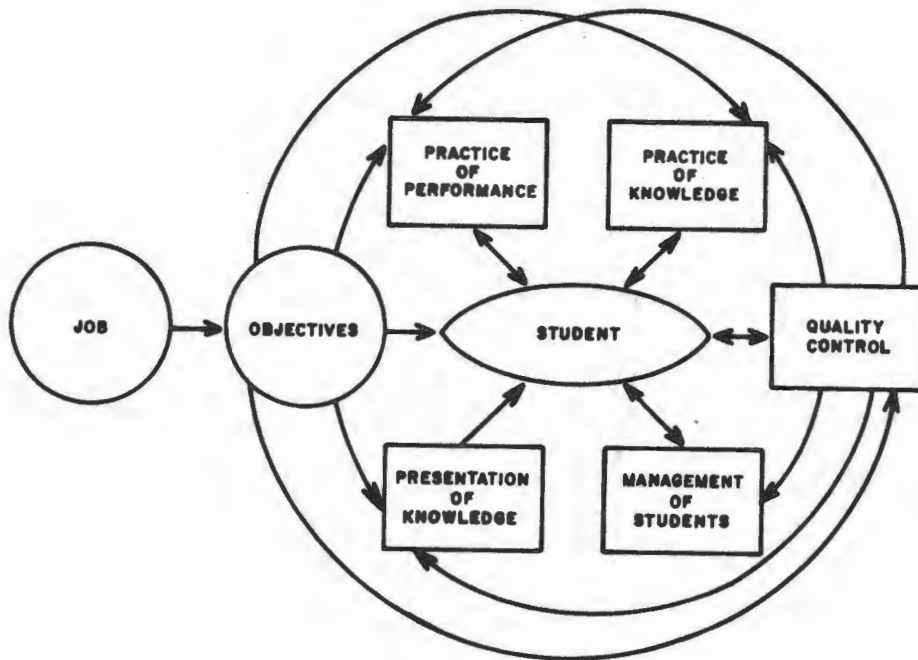 PRACTICE
OF
PERFORMANCE
PRACTICE
OF
KNOWLEDGE
JOB
OBJECTIVES
STUDENT
QUALITY
CONTROL
PRESENTATION
OF
KNOWLEDGE
MANAGEMENT
OF
STUDENTS